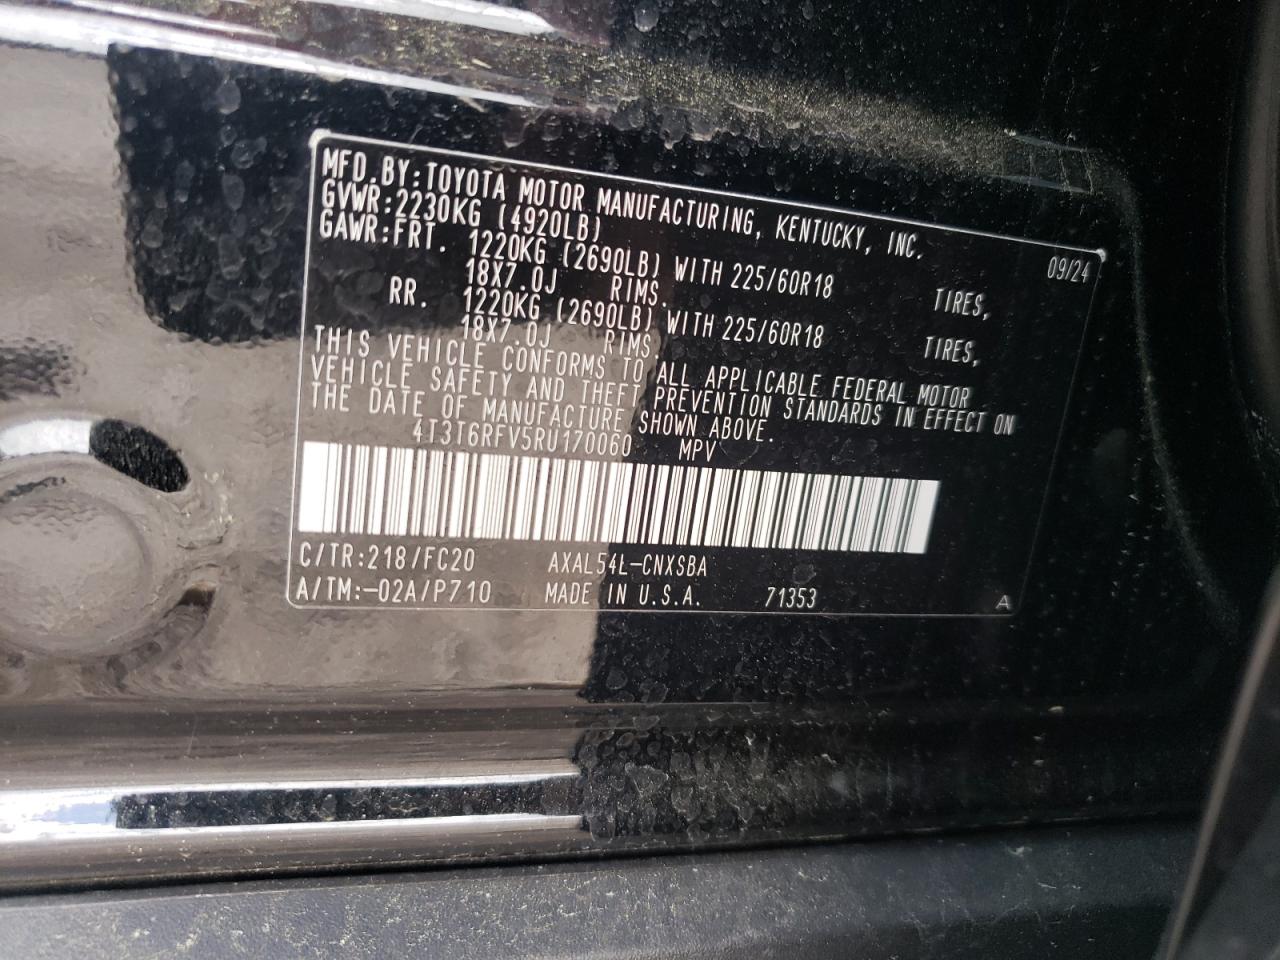 MFD.BY:TOYOTA MOTOR MANUFACTURING, KENTUCKY, INC. 09/24
GVWR:2230KG (4920LB)
GAWR:FRT. 1220KG (2690LB) WITH 225/60R18 TIRES,
18X7.0J RIMS.
RR. 1220KG (2690LB) WITH 225/60R18 TIRES,
18X7.0J RIMS.
THIS VEHICLE CONFORMS TO ALL APPLICABLE FEDERAL MOTOR
VEHICLE SAFETY AND THEFT PREVENTION STANDARDS IN EFFECT ON
THE DATE OF MANUFACTURE SHOWN ABOVE.
4T3T6RFV5RU170060 MPV
C/TR:218/FC20 AXAL54L-CNXSBA
A/TM:-02A/P710 MADE IN U.S.A. 71353 A